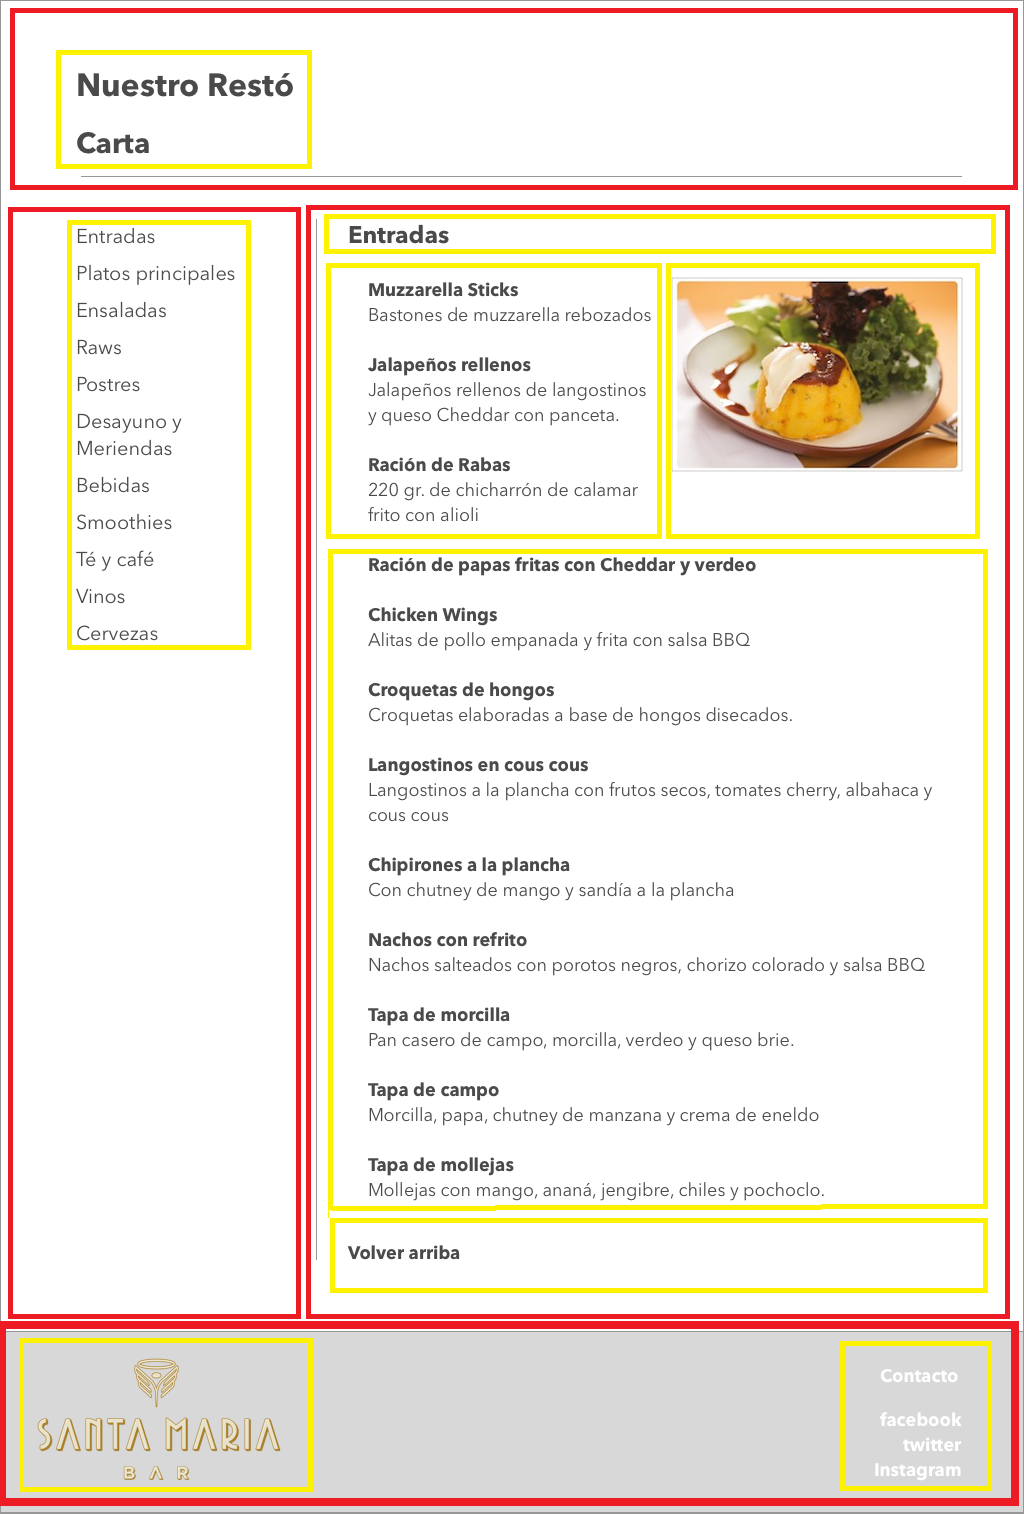 Nuestro Restó
Carta
Entradas
Platos principales
Ensaladas
Raws
Postres
Desayuno y
Meriendas
Bebidas
Smoothies
Té y café
Vinos
Cervezas
Entradas
Muzzarella Sticks
Bastones de muzzarella rebozados
Jalapeños rellenos
Jalapeños rellenos de langostinos
y queso Cheddar con panceta.
Ración de Rabas
220 gr. de chicharrón de calamar
frito con alioli
Ración de papas fritas con Cheddar y verdeo
Chicken Wings
Alitas de pollo empanada y frita con salsa BBQ
Croquetas de hongos
Croquetas elaboradas a base de hongos disecados.
Langostinos en cous cous
Langostinos a la plancha con frutos secos, tomates cherry, albahaca y
cous cous
Chipirones a la plancha
Con chutney de mango y sandía a la plancha
Nachos con refrito
Nachos salteados con porotos negros, chorizo colorado y salsa BBQ
Tapa de morcilla
Pan casero de campo, morcilla, verdeo y queso brie.
Tapa de campo
Morcilla, papa, chutney de manzana y crema de eneldo
Tapa de mollejas
Mollejas con mango, ananá, jengibre, chiles y pochoclo.
Volver arriba
SANTA MARIA
BAR
Contacto
facebook
twitter
Instagram